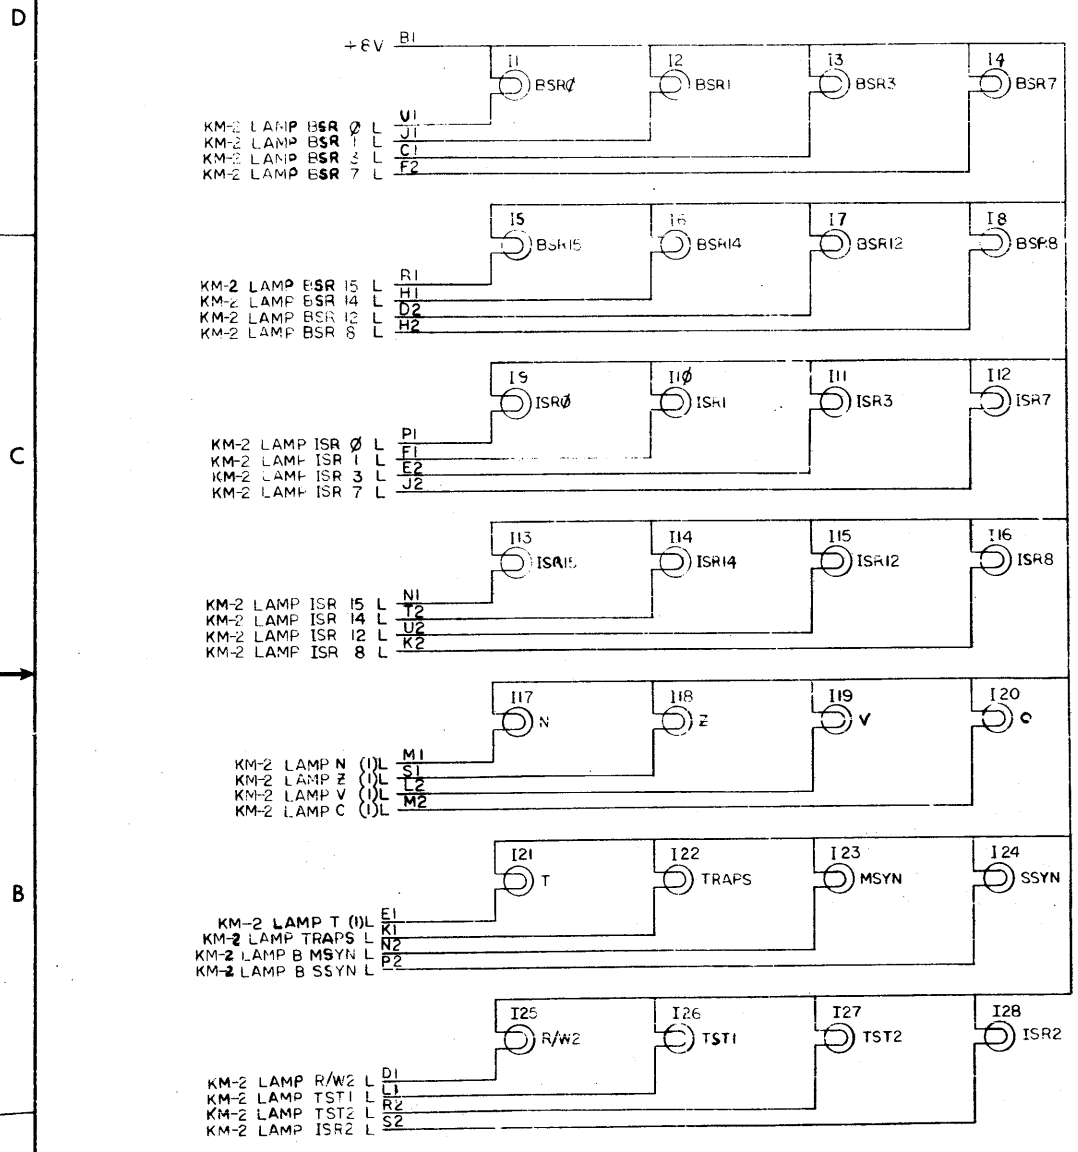 D
+8V B1
I1 I2 I3 I4
BSRØ BSR1 BSR3 BSR7
KM-2 LAMP BSR Ø L V1
KM-2 LAMP BSR 1 L J1
KM-2 LAMP BSR 3 L C1
KM-2 LAMP BSR 7 L F2
I5 I6 I7 I8
BSR15 BSR14 BSR12 BSR8
KM-2 LAMP BSR 15 L R1
KM-2 LAMP BSR 14 L H1
KM-2 LAMP BSR 12 L D2
KM-2 LAMP BSR 8 L H2
I9 I1Ø I11 I12
ISRØ ISR1 ISR3 ISR7
C
KM-2 LAMP ISR Ø L P1
KM-2 LAMP ISR 1 L F1
KM-2 LAMP ISR 3 L E2
KM-2 LAMP ISR 7 L J2
I13 I14 I15 I16
ISR15 ISR14 ISR12 ISR8
KM-2 LAMP ISR 15 L N1
KM-2 LAMP ISR 14 L T2
KM-2 LAMP ISR 12 L U2
KM-2 LAMP ISR 8 L K2
I17 I18 I19 I20
N Z V C
KM-2 LAMP N (1)L M1
KM-2 LAMP Z (1)L S1
KM-2 LAMP V (1)L L2
KM-2 LAMP C (1)L M2
I21 I22 I23 I24
T TRAPS MSYN SSYN
B
KM-2 LAMP T (1)L E1
KM-2 LAMP TRAPS L K1
KM-2 LAMP B MSYN L N2
KM-2 LAMP B SSYN L P2
I25 I26 I27 I28
R/W2 TST1 TST2 ISR2
KM-2 LAMP R/W2 L D1
KM-2 LAMP TST1 L L1
KM-2 LAMP TST2 L R2
KM-2 LAMP ISR2 L S2